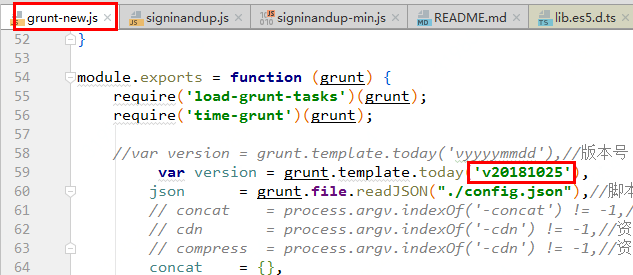 grunt-new.js signinandup.js signinandup-min.js README.md lib.es5.d.ts
52 }
53
54 module.exports = function (grunt) {
55 require('load-grunt-tasks')(grunt);
56 require('time-grunt')(grunt);
57
58 //var version = grunt.template.today('vyyyymmdd'),//版本号
59 var version = grunt.template.today('v20181025'),
60 json = grunt.file.readJSON("./config.json"),//脚本
61 // concat = process.argv.indexOf('-concat') != -1,//
62 // cdn = process.argv.indexOf('-cdn') != -1,//资
63 // compress = process.argv.indexOf('-cdn') != -1,//资
64 concat = {},